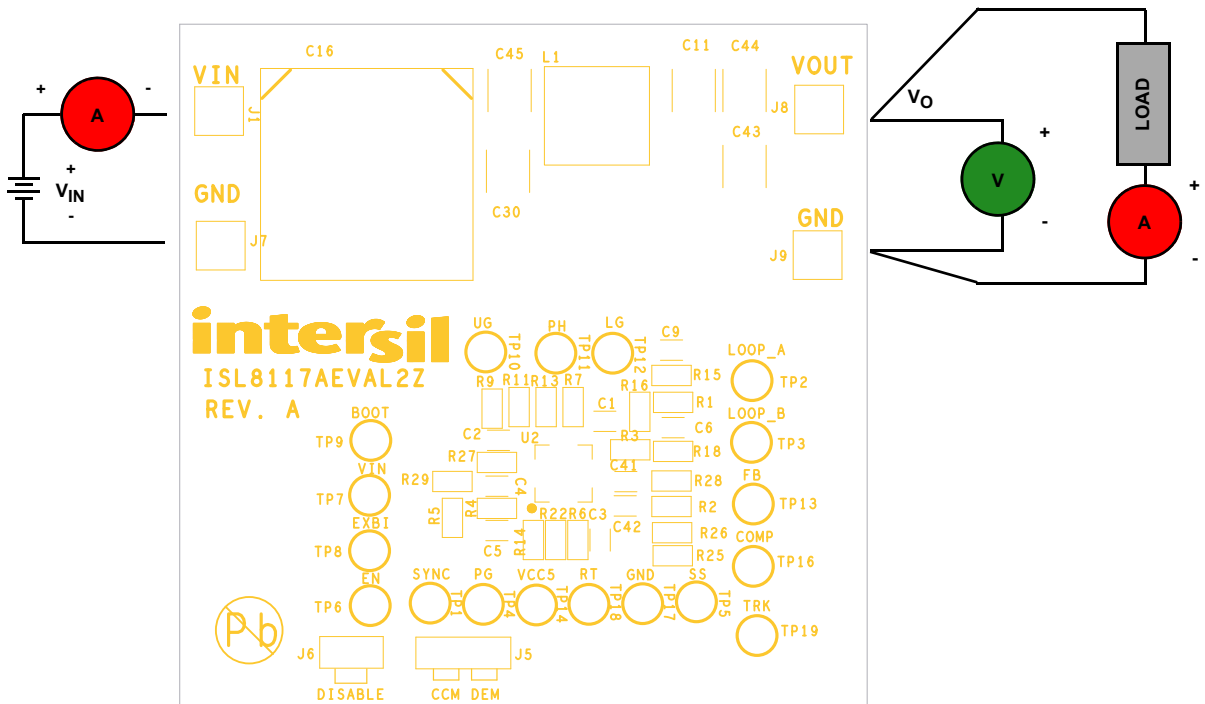 C16
C45
L1
C11
C44
VIN
VOUT
+
-
A
J1
J8
VO
LOAD
+
VIN
-
C43
+
V
-
GND
C30
GND
+
A
-
J7
J9
intersil
ISL8117AEVAL2Z
REV. A
UG
TP10
PH
TP11
LG
TP12
C9
LOOP_A
TP2
R15
R9
R11
R13
R7
R16
R1
C1
BOOT
TP9
LOOP_B
TP3
C2
U2
R3
C6
R18
R27
VIN
TP7
R29
C4
C41
R28
FB
TP13
R5
R4
R2
EXBI
TP8
R14
R22
R6
C3
C42
C5
R26
R25
COMP
TP16
EN
TP6
SYNC
TP1
PG
TP4
VCC5
TP14
RT
TP18
GND
TP17
SS
TP5
TRK
TP19
Pb
J6
J5
DISABLE
CCM DEM